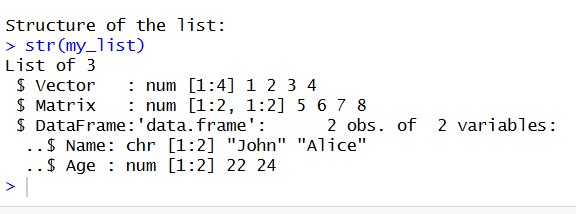 Structure of the list:
> str(my_list)
List of 3
 $ Vector   : num [1:4] 1 2 3 4
 $ Matrix   : num [1:2, 1:2] 5 6 7 8
 $ DataFrame:'data.frame':	2 obs. of  2 variables:
  ..$ Name: chr [1:2] "John" "Alice"
  ..$ Age : num [1:2] 22 24
>